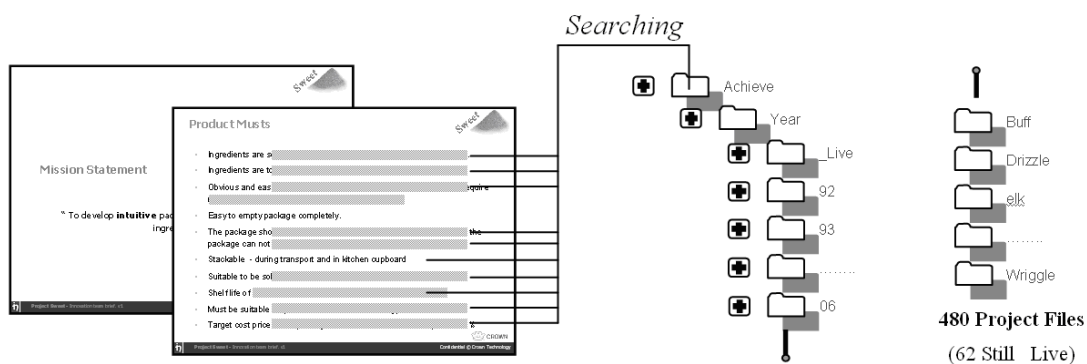 Searching
Sweet
Mission Statement
" To develop intuitive pac
ingre
Project Sweet - Innovation team brief v1
Sweet
Product Musts
Ingredients are s
Ingredients are to
Obvious and eas quire
Easy to empty package completely.
The package sho the
package can not
Stackable - during transport and in kitchen cupboard
Suitable to be sol
Shelf life of
Must be suitable
Target cost price
CROWN
Project Sweet - Innovation team brief v1
Confidential © Crown Technology
Achieve
Year
_Live
92
93
........
06
Buff
Drizzle
elk
........
Wriggle
480 Project Files
(62 Still _Live)